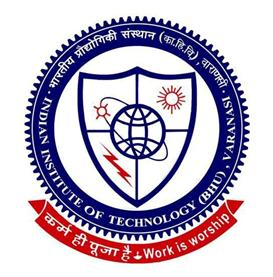 भारतीय प्रौद्योगिकी संस्थान (का.हि.वि.), वाराणसी.
INDIAN INSTITUTE OF TECHNOLOGY (BHU) VARANASI.
कर्म ही पूजा है Work is worship